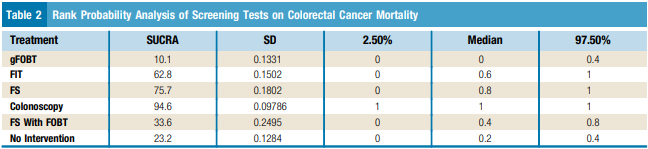 Table 2 Rank Probability Analysis of Screening Tests on Colorectal Cancer Mortality
Treatment SUCRA SD 2.50% Median 97.50%
gFOBT 10.1 0.1331 0 0 0.4
FIT 62.8 0.1502 0 0.6 1
FS 75.7 0.1802 0 0.8 1
Colonoscopy 94.6 0.09786 1 1 1
FS With FOBT 33.6 0.2495 0 0.4 0.8
No Intervention 23.2 0.1284 0 0.2 0.4